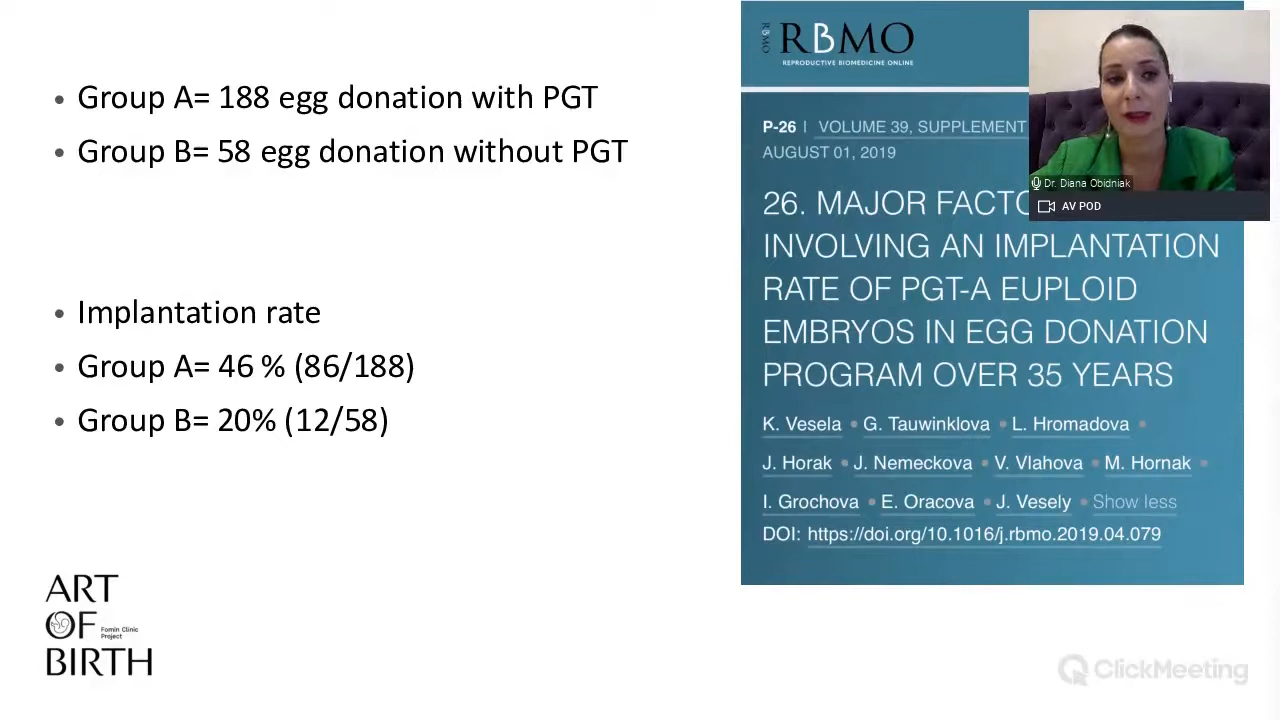 • Group A= 188 egg donation with PGT
• Group B= 58 egg donation without PGT
• Implantation rate
• Group A= 46 % (86/188)
• Group B= 20% (12/58)
ART
OF
Fomin Clinic
Project
BIRTH
RBMO
RBMO
REPRODUCTIVE BIOMEDICINE ONLINE
P-26 | VOLUME 39, SUPPLEMENT
AUGUST 01, 2019
26. MAJOR
INVOLVING AN IMPLANTATION
RATE OF PGT-A EUPLOID
EMBRYOS IN EGG DONATION
PROGRAM OVER 35 YEARS
K. Vesela • G. Tauwinklova • L. Hromadova •
J. Horak • J. Nemeckova • V. Vlahova • M. Hornak •
I. Grochova • E. Oracova • J. Vesely • Show less
DOI: https://doi.org/10.1016/j.rbmo.2019.04.079
Dr. Diana Obidniak
AV POD
ClickMeeting